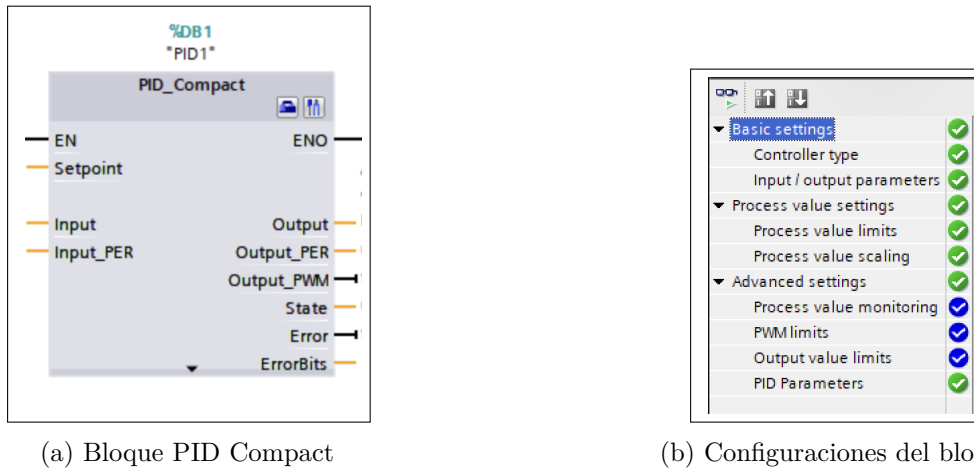 %DB1
"PID1"
PID_Compact
EN ENO
Setpoint
Input Output
Input_PER Output_PER
Output_PWM
State
Error
ErrorBits
(a) Bloque PID Compact
Basic settings
Controller type
Input / output parameters
Process value settings
Process value limits
Process value scaling
Advanced settings
Process value monitoring
PWM limits
Output value limits
PID Parameters
(b) Configuraciones del blo